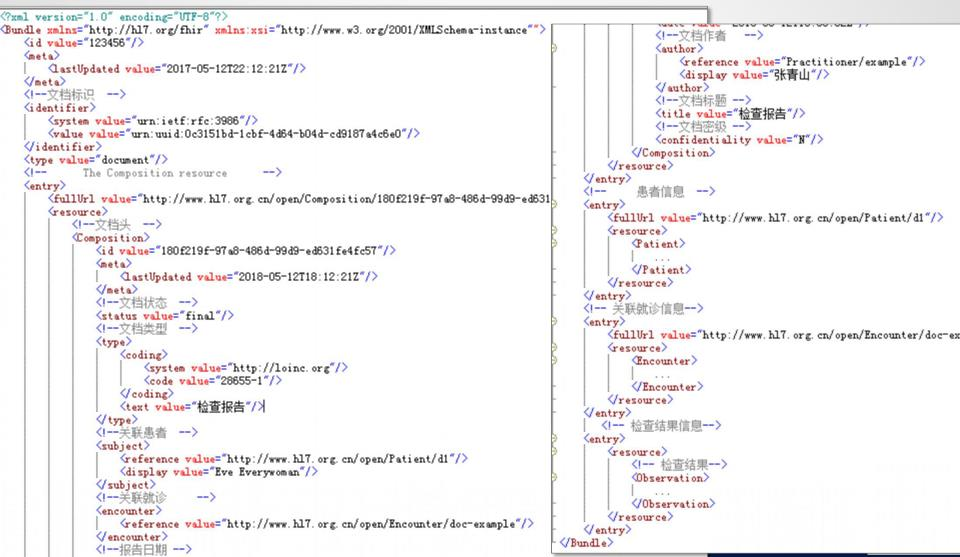 <?xml version="1.0" encoding="UTF-8"?>
<Bundle xmlns="http://hl7.org/fhir" xmlns:xsi="http://www.w3.org/2001/XMLSchema-instance"">
<id value="123456"/>
<meta>
<lastUpdated value="2017-05-12T22:12:21Z"/>
</meta>
<!--文档标识 -->
<identifier>
<system value="urn:ietf:rfc:3986"/>
<value value="urn:uuid:0c3151bd-1cbf-4d64-b04d-cd9187a4c6e0"/>
</identifier>
<type value="document"/>
<!-- The Composition resource -->
<entry>
<fullUrl value="http://www.hl7.org.cn/open/Composition/180f219f-97a8-486d-99d9-ed631
<resource>
<!--文档头 -->
<Composition>
<id value="180f219f-97a8-486d-99d9-ed631fe4fc57"/>
<meta>
<lastUpdated value="2018-05-12T18:12:21Z"/>
</meta>
<!--文档状态 -->
<status value="final"/>
<!--文档类型 -->
<type>
<coding>
<system value="http://loinc.org"/>
<code value="28655-1"/>
</coding>
<text value="检查报告"/>
</type>
<!--关联患者 -->
<subject>
<reference value="http://www.hl7.org.cn/open/Patient/d1"/>
<display value="Eve Everywoman"/>
</subject>
<!--关联就诊 -->
<encounter>
<reference value="http://www.hl7.org.cn/open/Encounter/doc-example"/>
</encounter>
<!--报告日期 -->
<!--文档作者 -->
<author>
<reference value="Practitioner/example"/>
<display value="张青山"/>
</author>
<!--文档标题 -->
<title value="检查报告"/>
<!--文档密级 -->
<confidentiality value="N"/>
</Composition>
</resource>
</entry>
<!-- 患者信息 -->
<entry>
<fullUrl value="http://www.hl7.org.cn/open/Patient/d1"/>
<resource>
<Patient>
...
</Patient>
</resource>
</entry>
<!-- 关联就诊信息 -->
<entry>
<fullUrl value="http://www.hl7.org.cn/open/Encounter/doc-ex
<resource>
<Encounter>
...
</Encounter>
</resource>
</entry>
<!-- 检查结果信息-->
<entry>
<resource>
<!-- 检查结果-->
<Observation>
...
</Observation>
</resource>
</entry>
</Bundle>